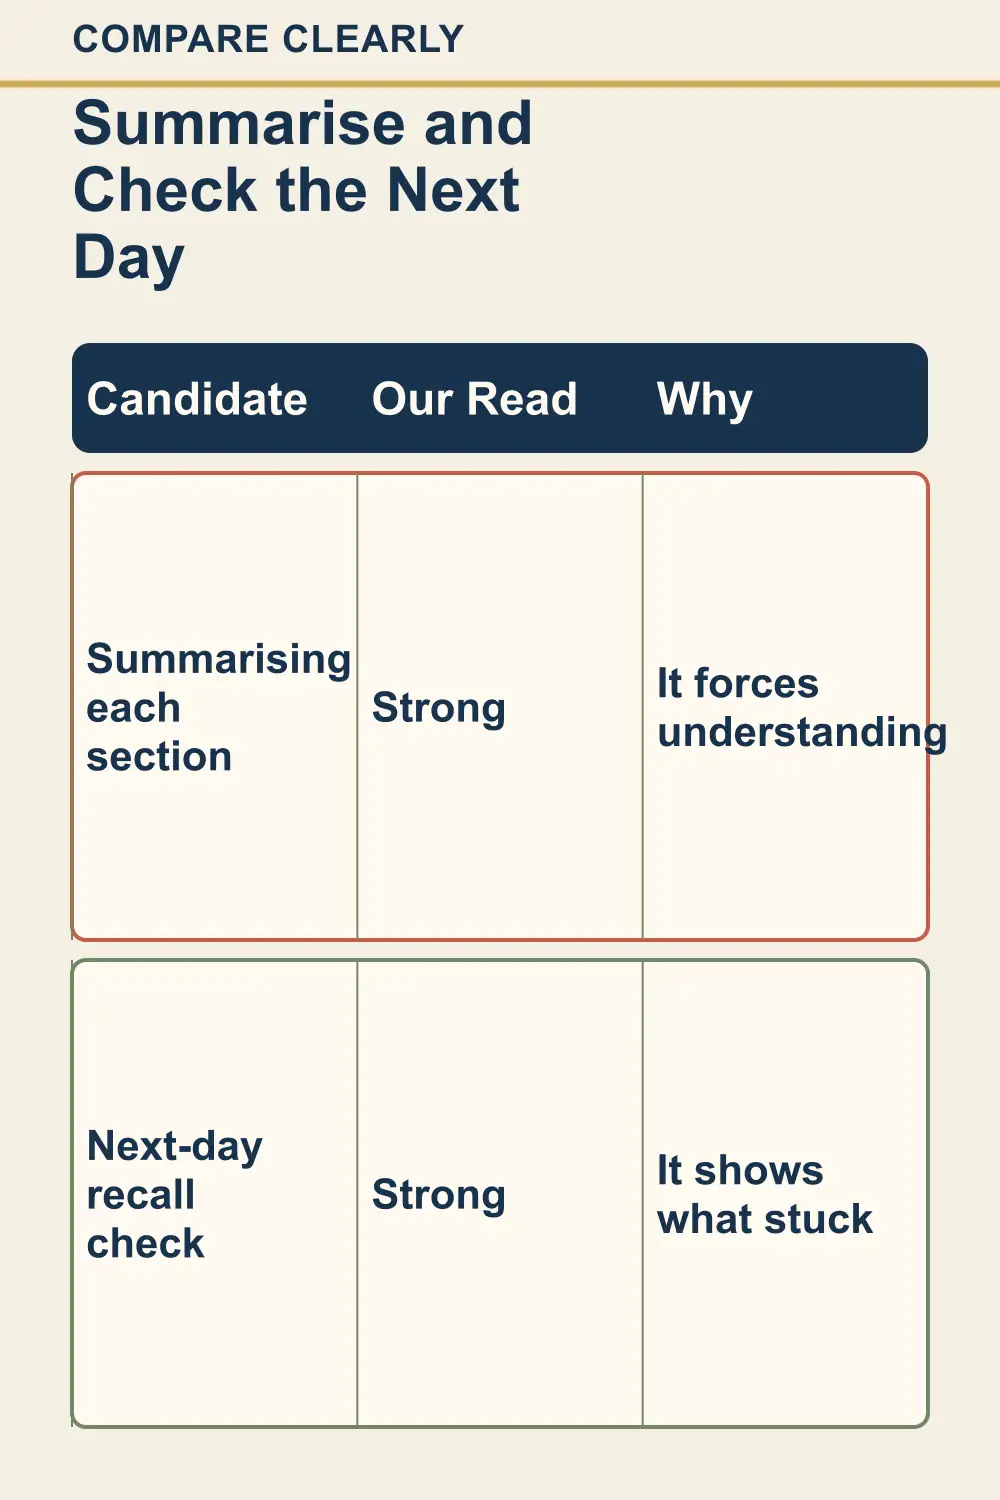 COMPARE CLEARLY
Summarise and
Check the Next
Day
Candidate
Our Read
Why
Summarising
each
section
Strong
It forces
understanding
Next-day
recall
check
Strong
It shows
what stuck